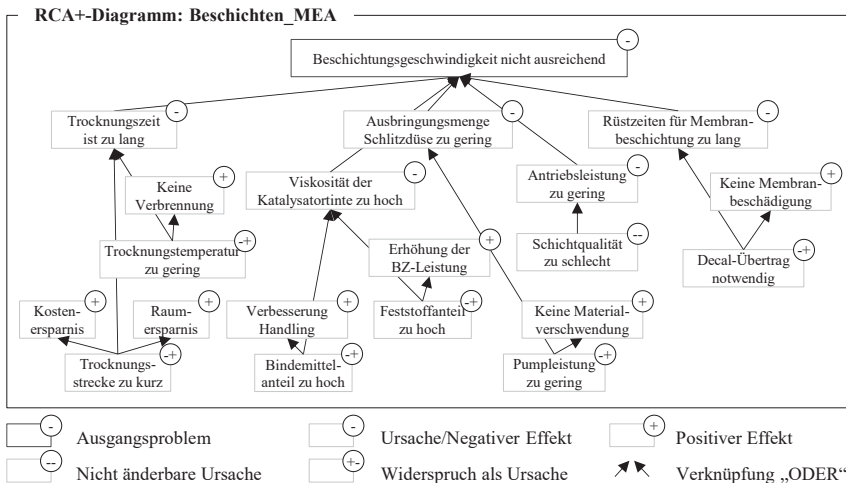 RCA+-Diagramm: Beschichten_MEA
-
Beschichtungsgeschwindigkeit nicht ausreichend
-
Trocknungszeit
ist zu lang
-
Ausbringungsmenge
Schlitzdüse zu gering
-
Rüstzeiten für Membran-
beschichtung zu lang
+
Keine
Verbrennung
-
Viskosität der
Katalysatortinte zu hoch
-
Antriebsleistung
zu gering
+
Keine Membran-
beschädigung
-+
Trocknungstemperatur
zu gering
+
Erhöhung der
BZ-Leistung
--
Schichtqualität
zu schlecht
-+
Decal-Übertrag
notwendig
+
Kosten-
ersparnis
+
Raum-
ersparnis
+
Verbesserung
Handling
-+
Feststoffanteil
zu hoch
+
Keine Material-
verschwendung
-+
Trocknungs-
strecke zu kurz
-+
Bindemittel-
anteil zu hoch
-+
Pumpleistung
zu gering
-
Ausgangsproblem
-
Ursache/Negativer Effekt
+
Positiver Effekt
--
Nicht änderbare Ursache
+-
Widerspruch als Ursache
Verknüpfung „ODER“